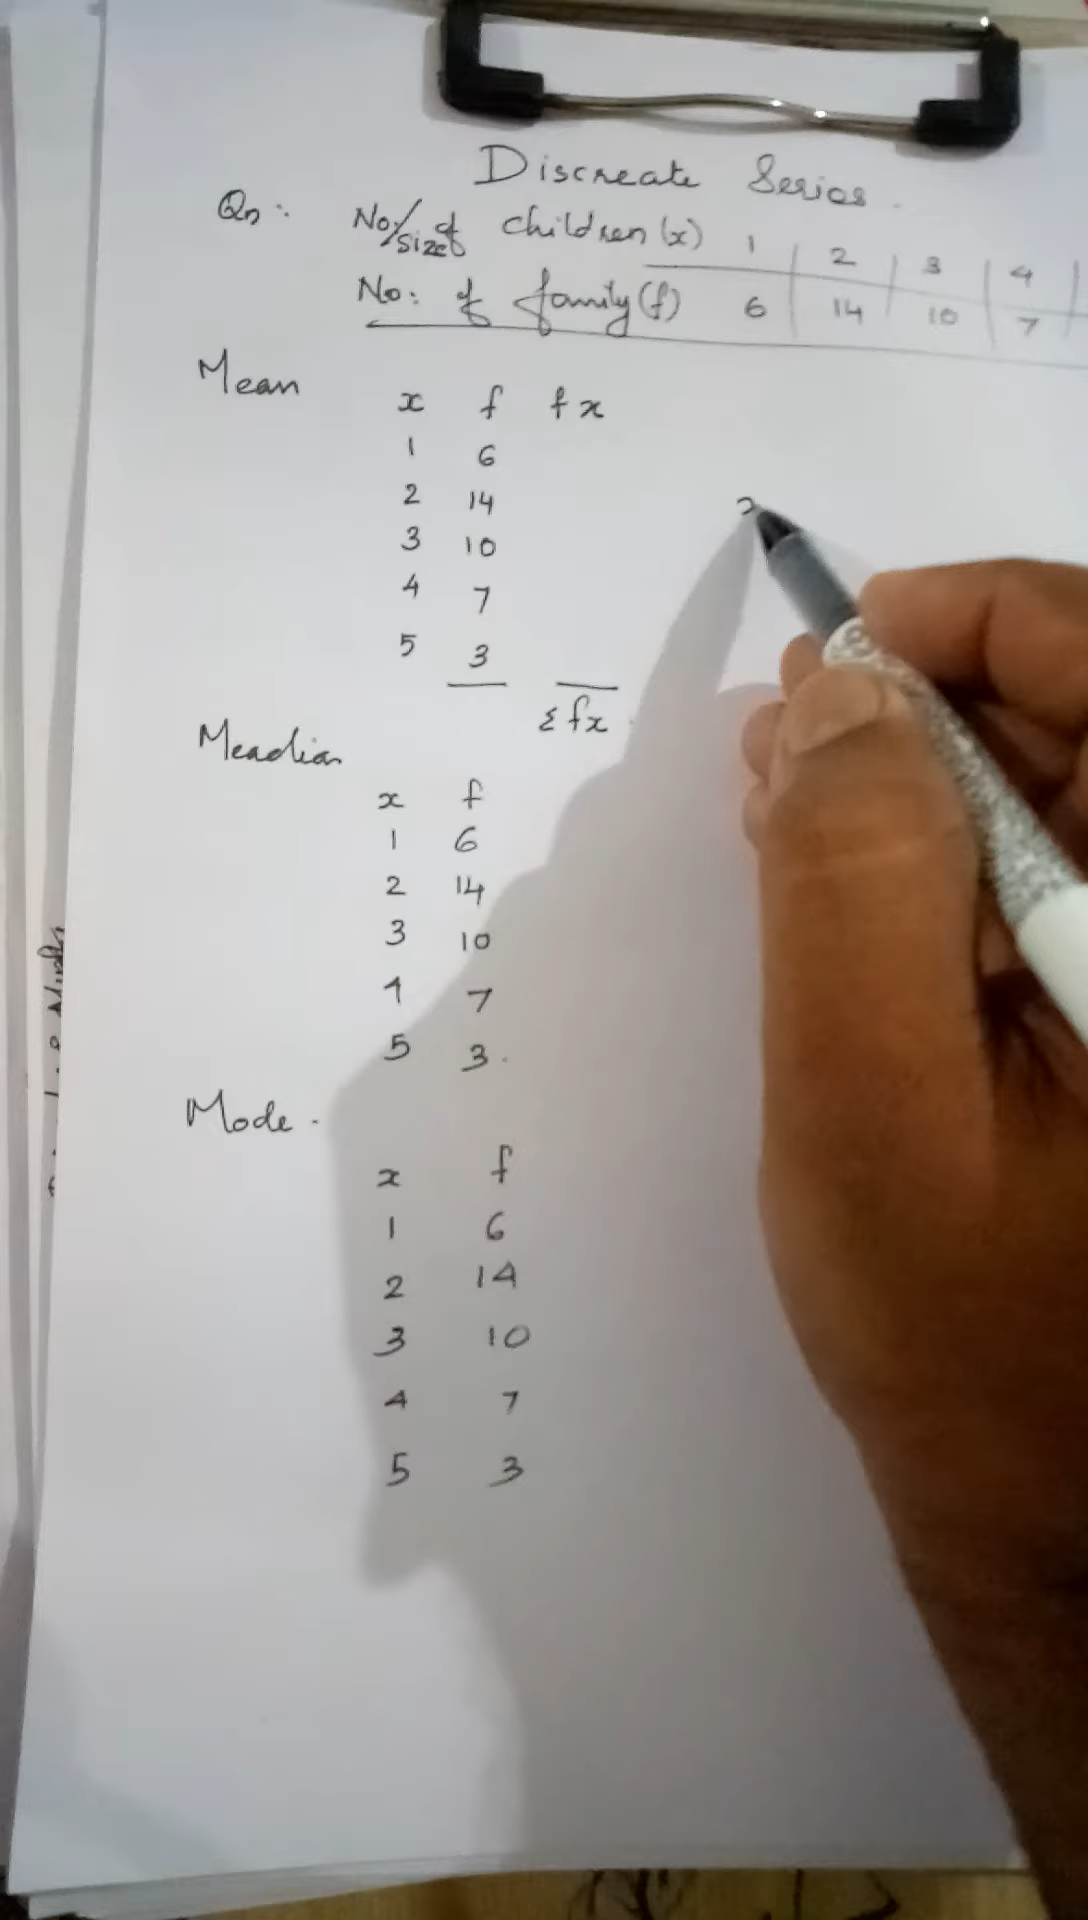 Discreate Series.
Qn: No:/size of children (x) 1 2 3 4
No: of family (f) 6 14 10 7
Mean
x f fx
1 6
2 14
3 10
4 7
5 3
Σfx
Meadian
x f
1 6
2 14
3 10
4 7
5 3.
Mode.
x f
1 6
2 14
3 10
4 7
5 3